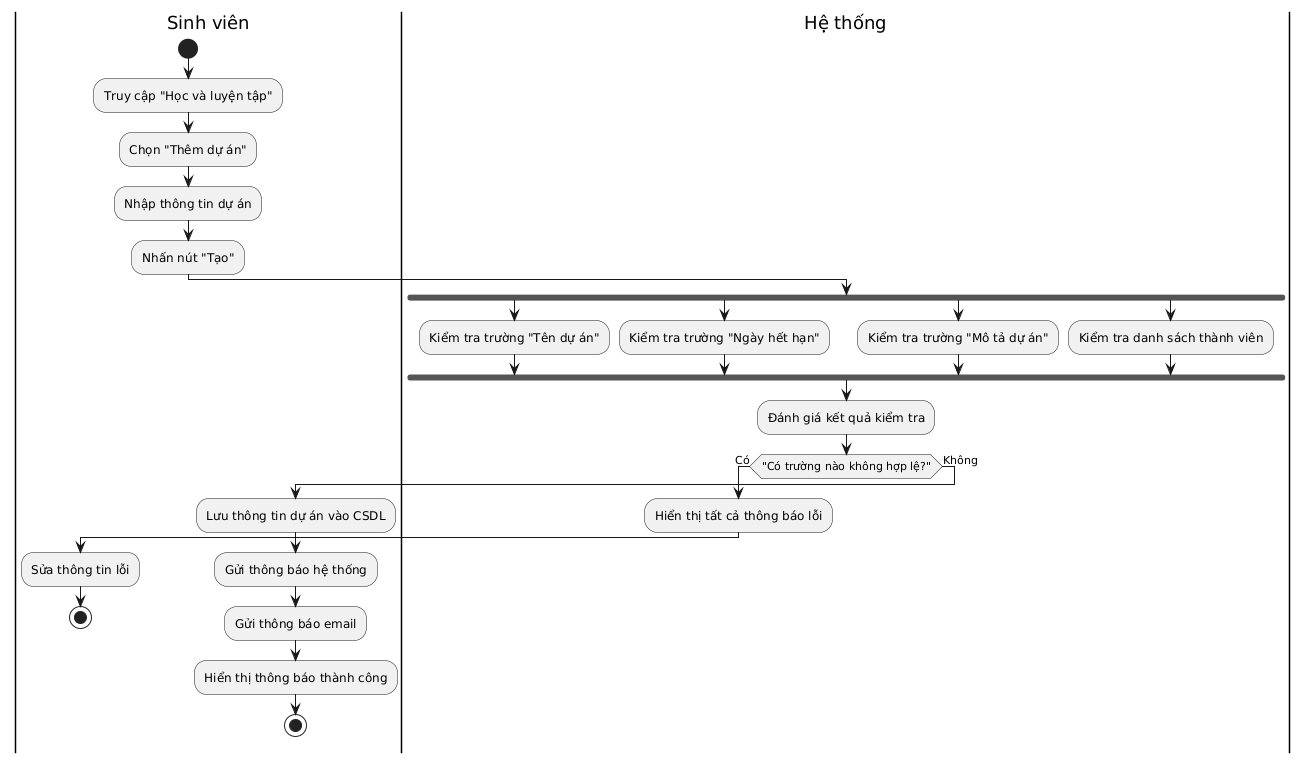 Sinh viên
Hệ thống
Truy cập "Học và luyện tập"
Chọn "Thêm dự án"
Nhập thông tin dự án
Nhấn nút "Tạo"
Kiểm tra trường "Tên dự án"
Kiểm tra trường "Ngày hết hạn"
Kiểm tra trường "Mô tả dự án"
Kiểm tra danh sách thành viên
Đánh giá kết quả kiểm tra
Có
"Có trường nào không hợp lệ?"
Không
Lưu thông tin dự án vào CSDL
Hiển thị tất cả thông báo lỗi
Sửa thông tin lỗi
Gửi thông báo hệ thống
Gửi thông báo email
Hiển thị thông báo thành công